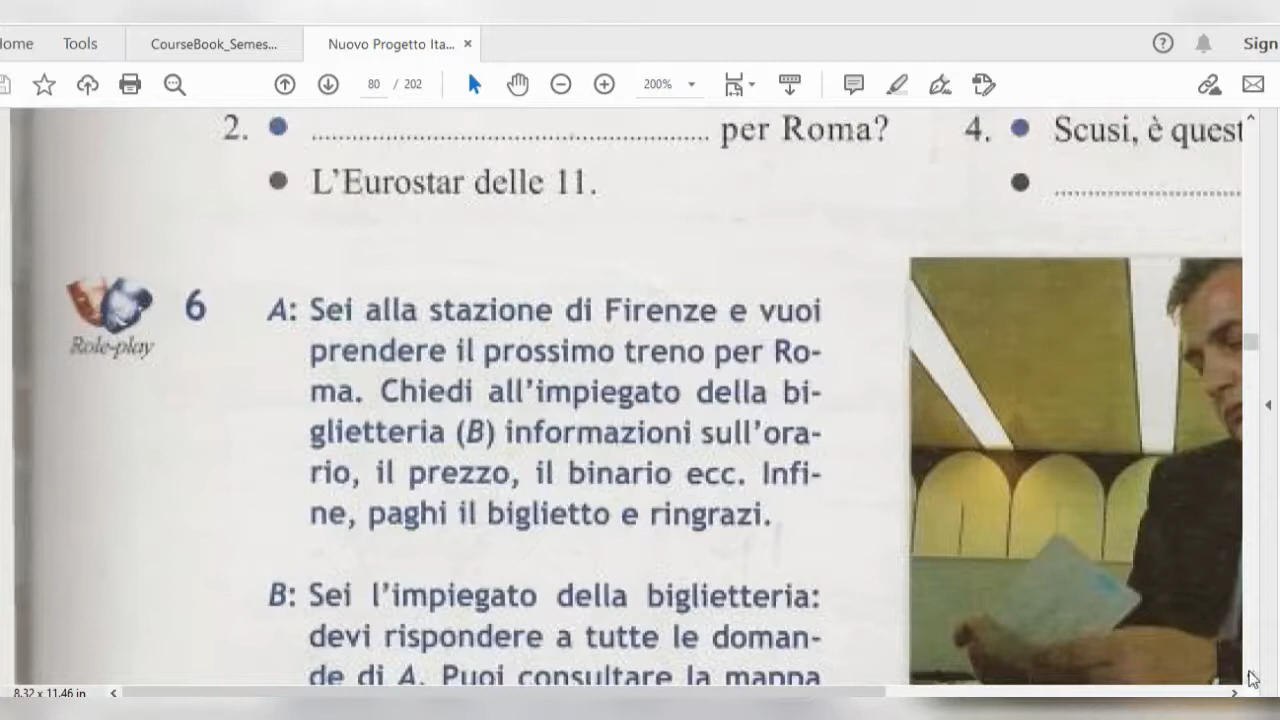 Home Tools CourseBook_Semes... Nuovo Progetto Ita... × Sign
80 / 202 200%
2. ● ................................................ per Roma?
● L'Eurostar delle 11.
4. ● Scusi, è quest
● ........................
Role-play
6
A: Sei alla stazione di Firenze e vuoi
prendere il prossimo treno per Ro-
ma. Chiedi all'impiegato della bi-
glietteria (B) informazioni sull'ora-
rio, il prezzo, il binario ecc. Infi-
ne, paghi il biglietto e ringrazi.
B: Sei l'impiegato della biglietteria:
devi rispondere a tutte le doman-
de di A. Puoi consultare la mappa
8.32 x 11.46 in